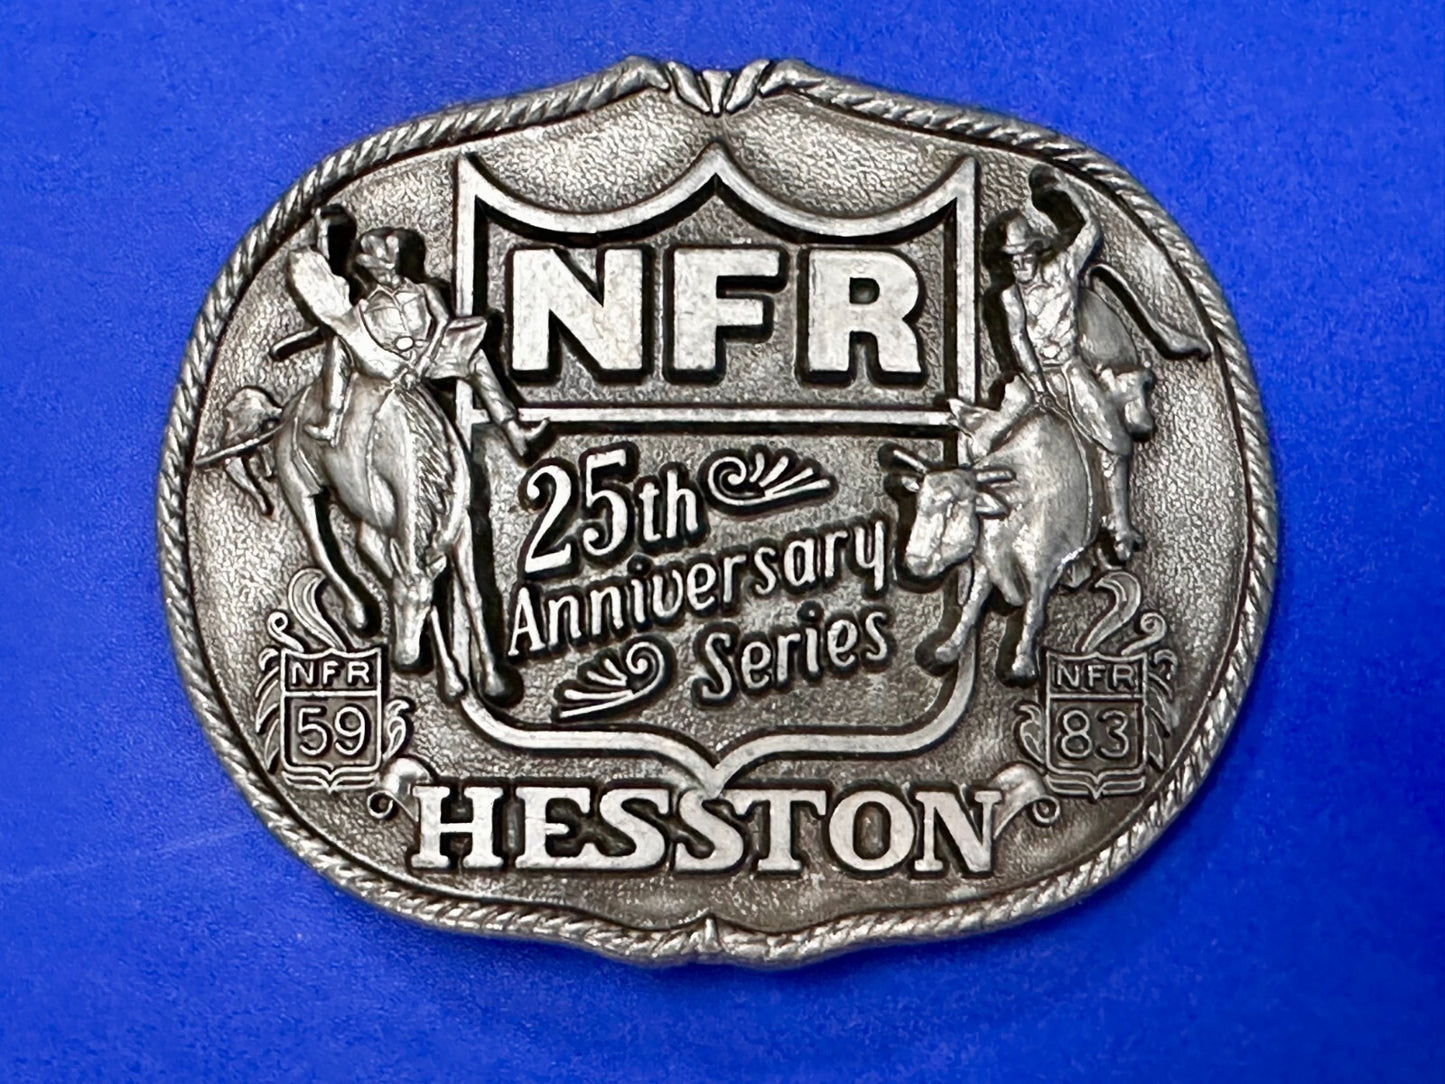 NFR
25th
Anniversary
Series
NFR
59
NFR
83
HESSTON